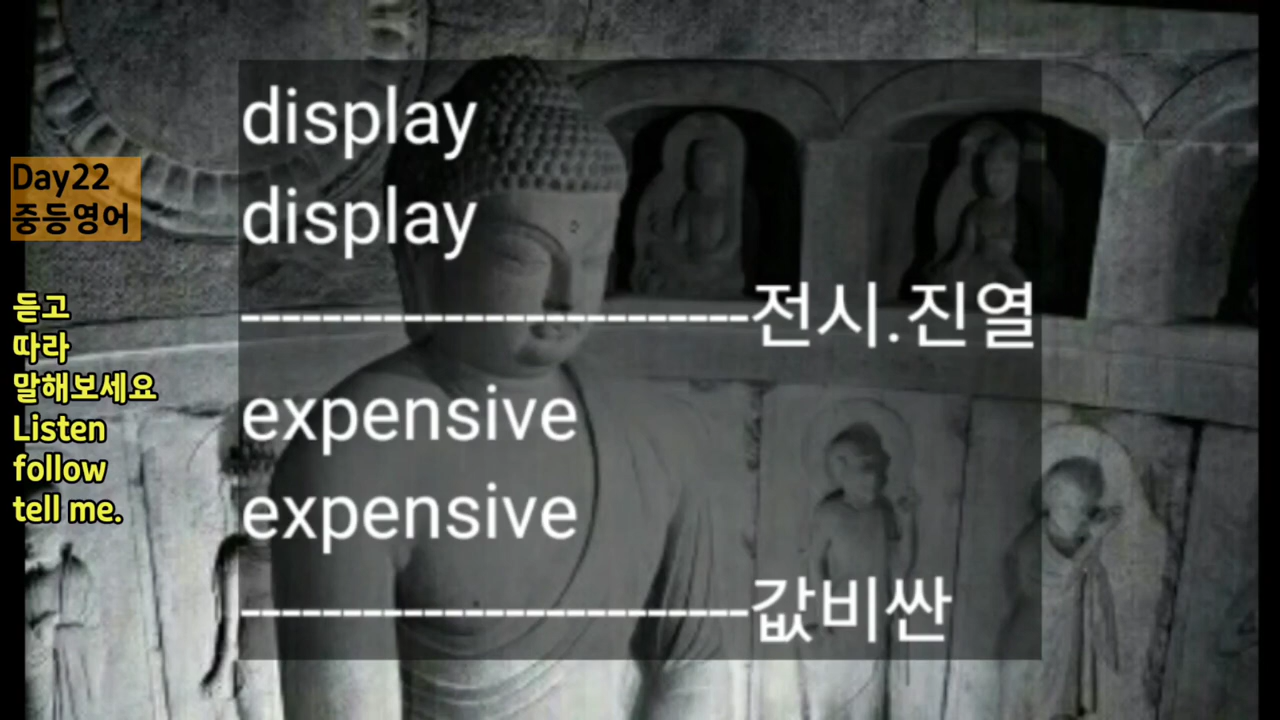 Day22
중등영어
듣고
따라
말해보세요
Listen
follow
tell me.
display
display
-------------------------전시.진열
expensive
expensive
-------------------------값비싼